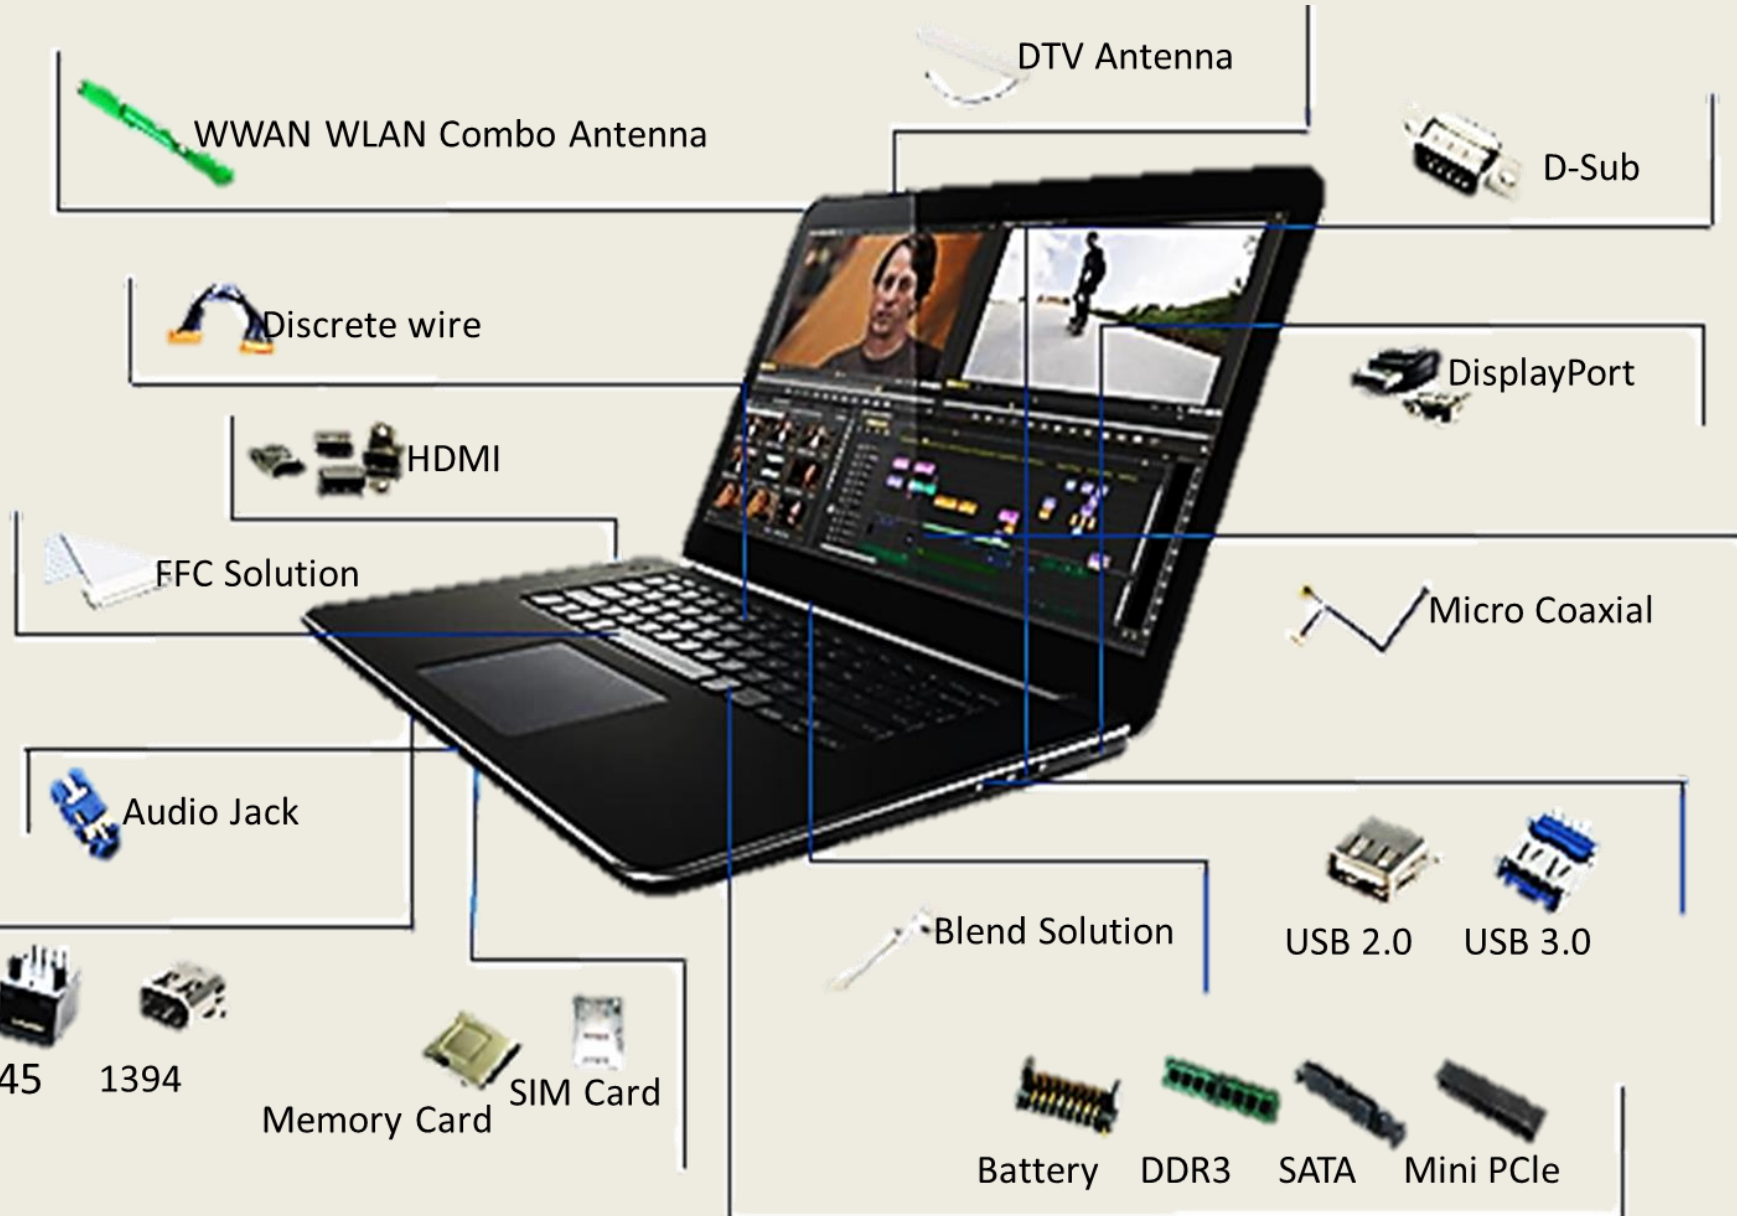 DTV Antenna
WWAN WLAN Combo Antenna
D-Sub
Discrete wire
DisplayPort
HDMI
FFC Solution
Micro Coaxial
Audio Jack
Blend Solution
USB 2.0 USB 3.0
45 1394
SIM Card
Memory Card
Battery DDR3 SATA Mini PCle